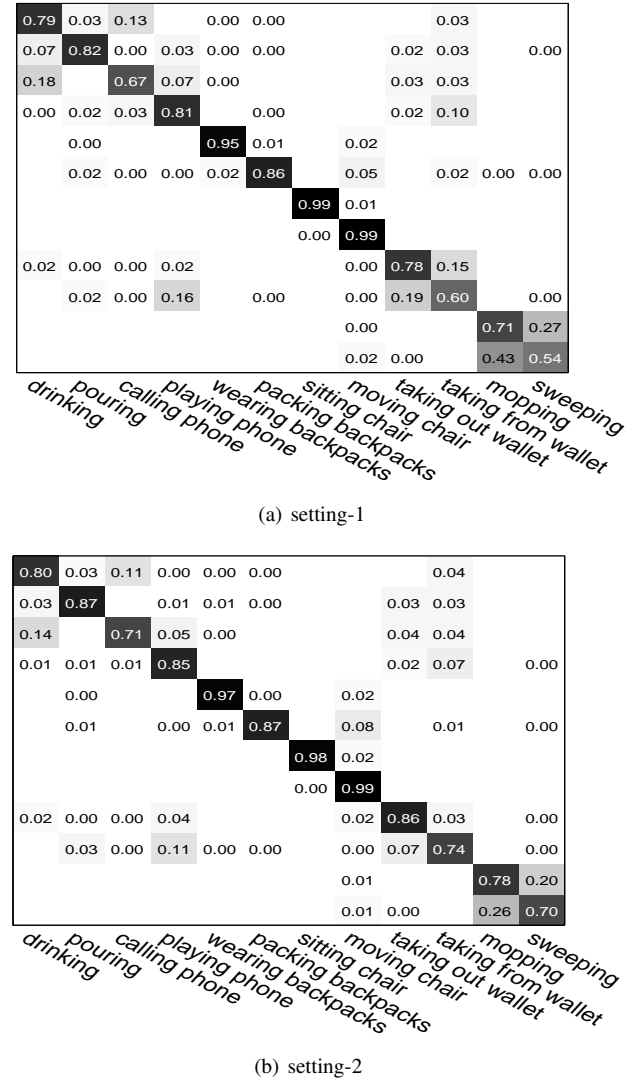 0.79 0.03 0.13 0.03
0.07 0.82 0.00 0.03 0.00 0.02 0.03 0.00
0.18 0.67 0.07 0.00 0.03 0.03
0.00 0.02 0.03 0.81 0.00 0.02 0.10
0.00 0.95 0.01 0.02
0.02 0.00 0.00 0.02 0.86 0.05 0.02 0.00 0.00
0.99 0.01
0.00 0.99
0.02 0.00 0.00 0.02 0.00 0.78 0.15
0.02 0.00 0.16 0.00 0.00 0.19 0.60 0.00
0.00 0.71 0.27
0.02 0.00 0.43 0.54
drinking
pouring
calling phone
playing phone
wearing backpacks
packing backpacks
sitting chair
moving chair
taking out wallet
taking from wallet
mopping
sweeping
(a) setting-1
0.80 0.03 0.11 0.00 0.00 0.00 0.04
0.03 0.87 0.01 0.01 0.00 0.03 0.03
0.14 0.71 0.05 0.00 0.04 0.04
0.01 0.01 0.01 0.85 0.02 0.07 0.00
0.00 0.97 0.00 0.02
0.01 0.00 0.01 0.87 0.08 0.01 0.00
0.98 0.02
0.00 0.99
0.02 0.00 0.00 0.04 0.02 0.86 0.03 0.00
0.03 0.00 0.11 0.00 0.00 0.00 0.07 0.74 0.00
0.01 0.78 0.20
0.01 0.00 0.26 0.70
drinking
pouring
calling phone
playing phone
wearing backpacks
packing backpacks
sitting chair
moving chair
taking out wallet
taking from wallet
mopping
sweeping
(b) setting-2